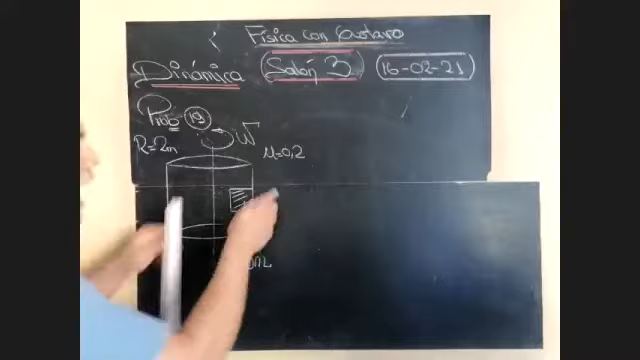 Física con Gustavo
Dinámica (Salón 3) (16-02-21)
Prob 19
R=2m W μ=0,2